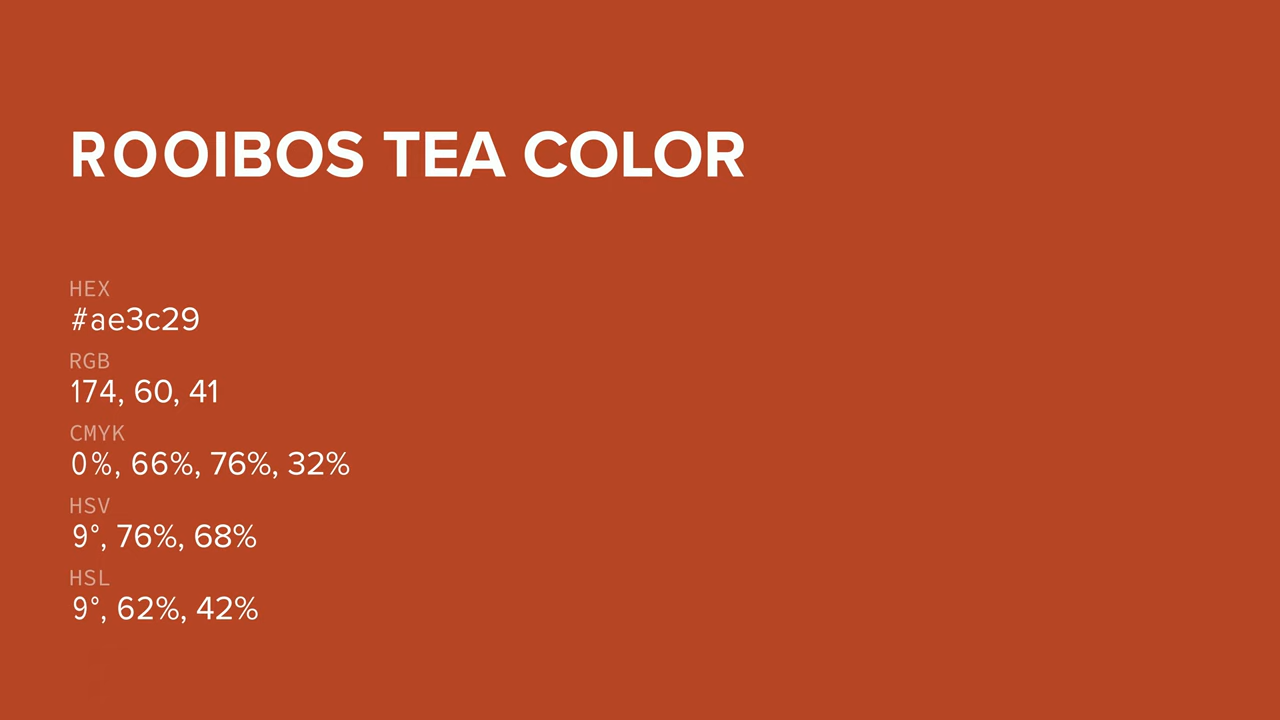 ROOIBOS TEA COLOR
HEX
#ae3c29
RGB
174, 60, 41
CMYK
0%, 66%, 76%, 32%
HSV
9°, 76%, 68%
HSL
9°, 62%, 42%